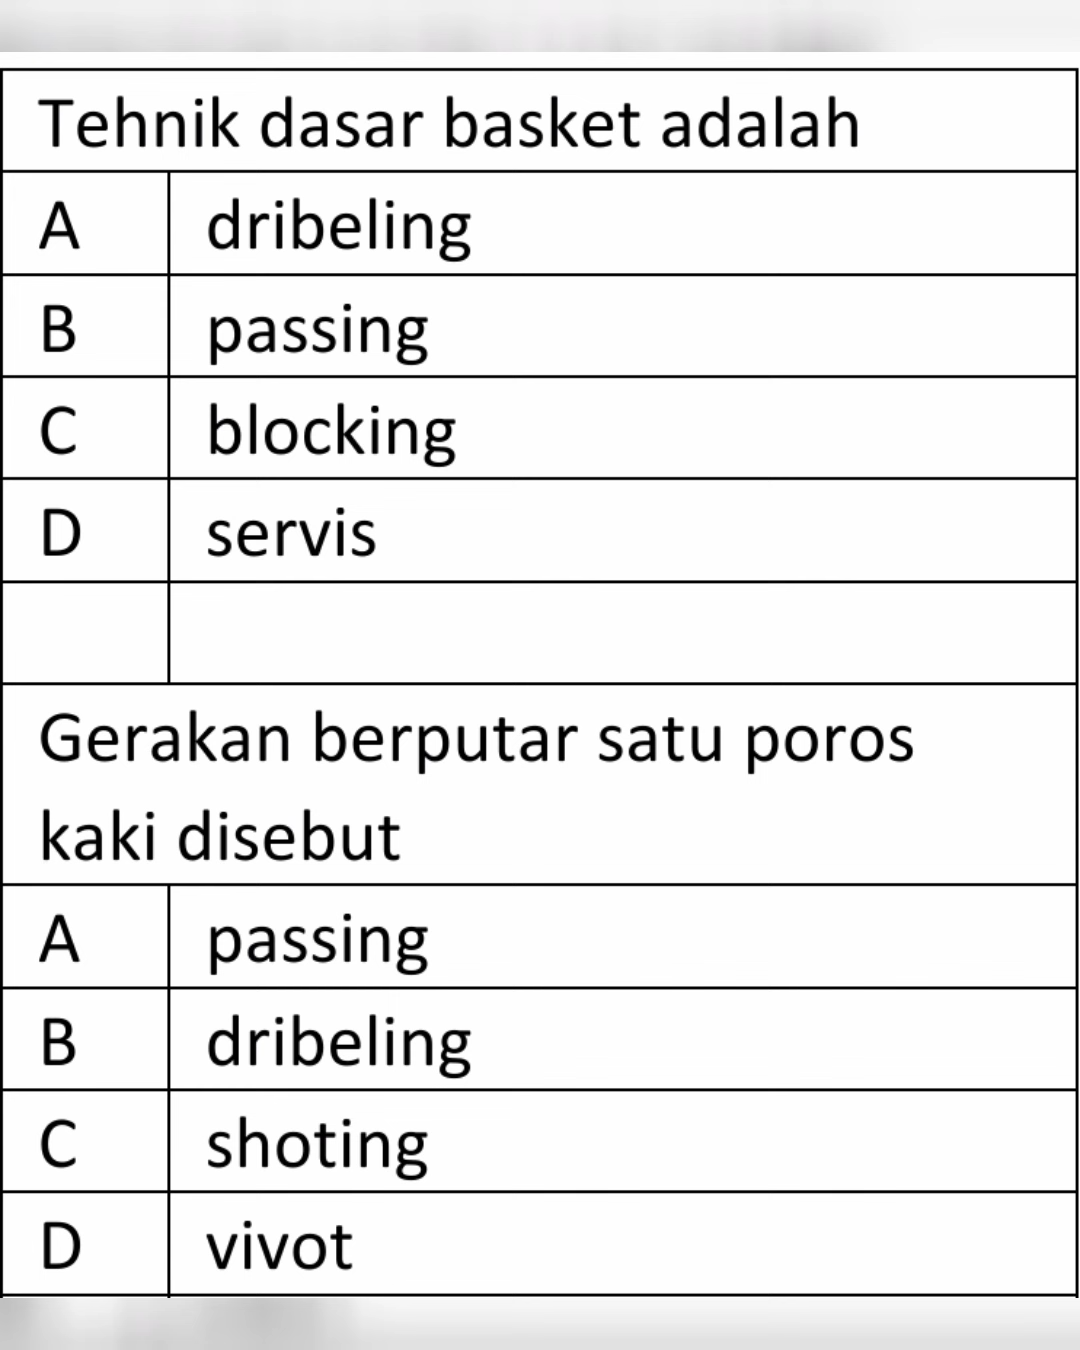 Tehnik dasar basket adalah
A dribeling
B passing
C blocking
D servis
Gerakan berputar satu poros
kaki disebut
A passing
B dribeling
C shoting
D vivot